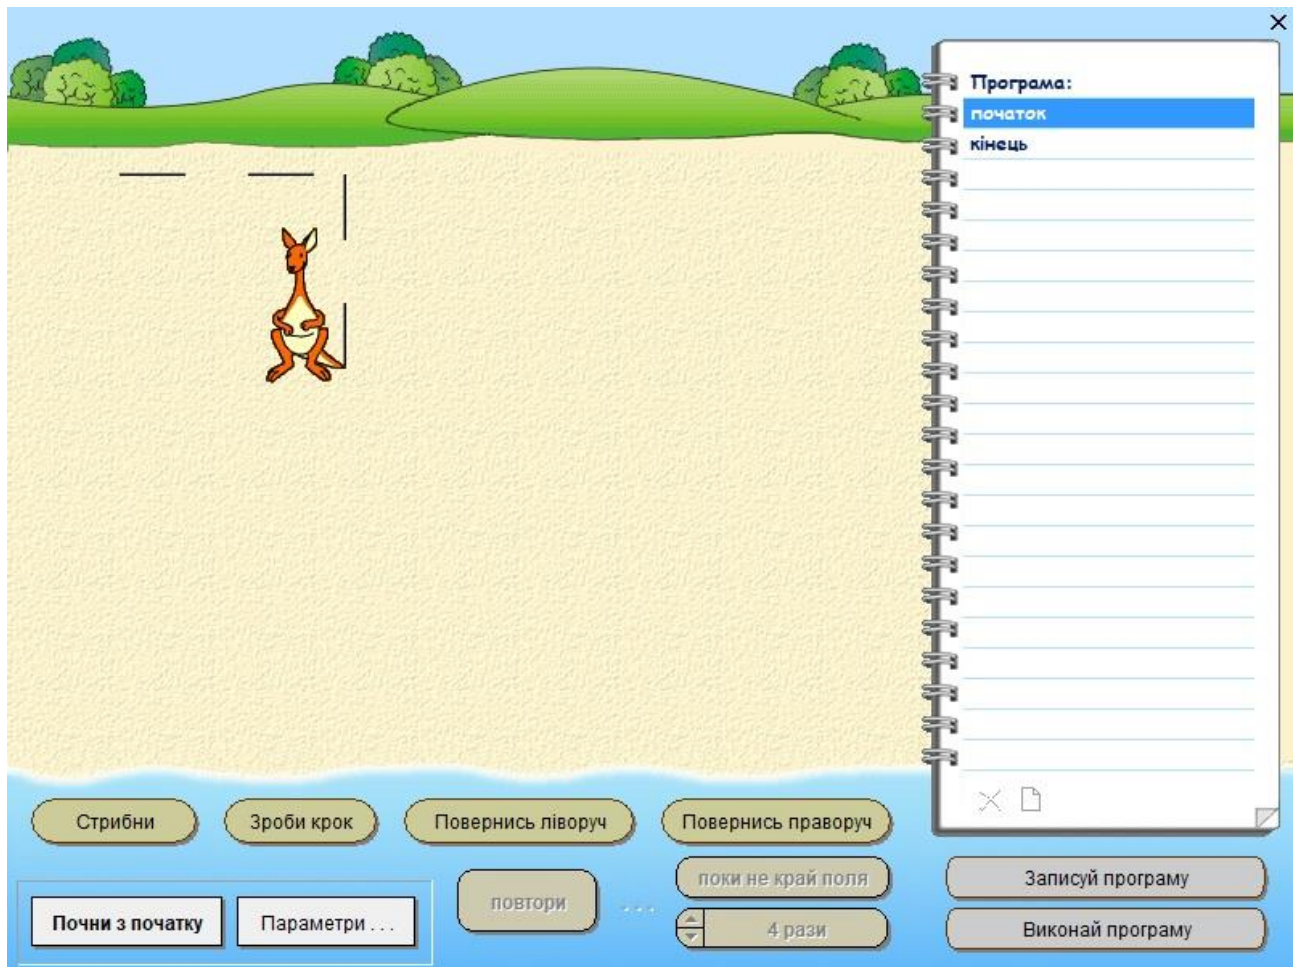 Програма:
початок
кінець
Стрибни
Зроби крок
Повернись ліворуч
Повернись праворуч
повтори
. . .
поки не край поля
4 рази
Почни з початку
Параметри . . .
Записуй програму
Виконай програму